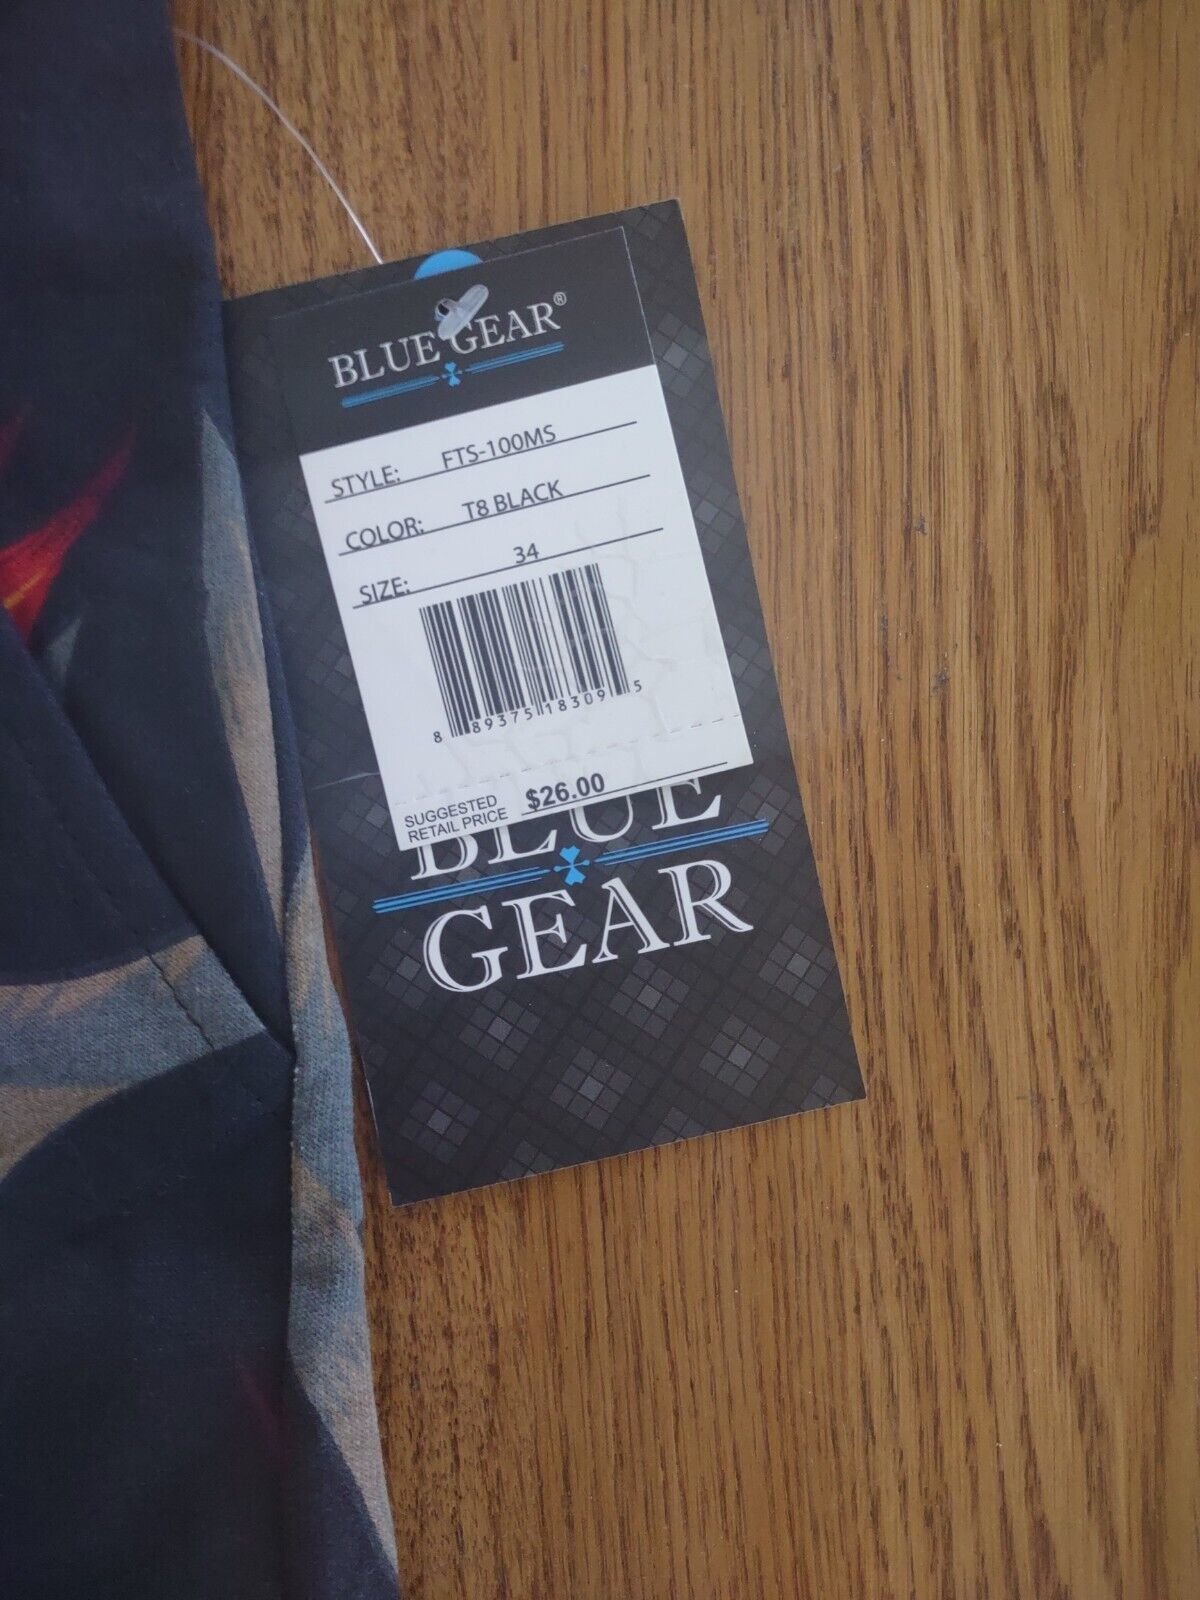 BLUE GEAR®
STYLE: FTS-100MS
COLOR: T8 BLACK
SIZE: 34
8 89375 18309 5
SUGGESTED
RETAIL PRICE $26.00
BLUE
GEAR